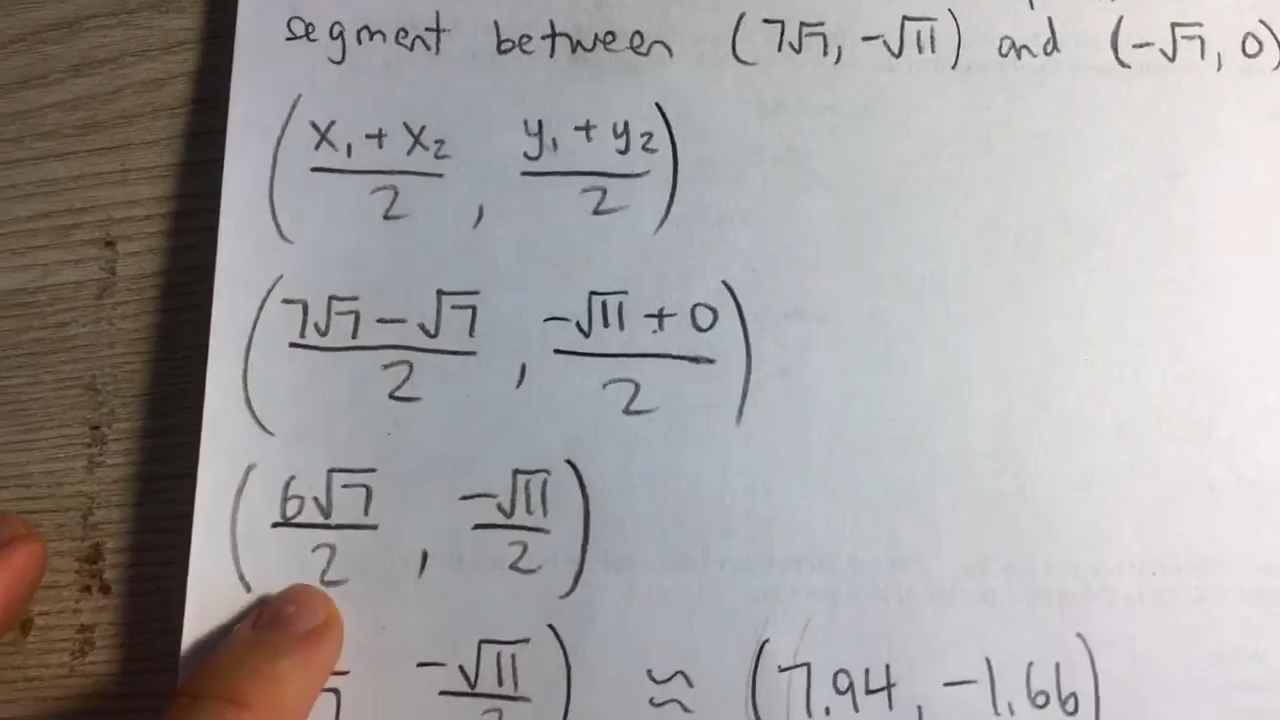 segment between (7√7, -√11) and (-√7, 0)
(x₁ + x₂ / 2, y₁ + y₂ / 2)
(7√7 - √7 / 2, -√11 + 0 / 2)
(6√7 / 2, -√11 / 2)
-√11 / 2) ≈ (7.94, -1.66)